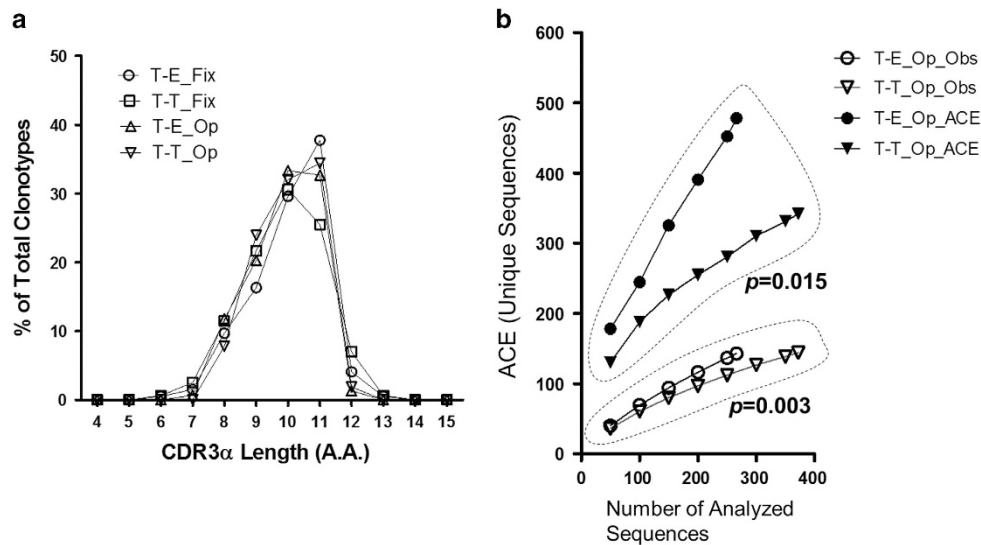 a
% of Total Clonotypes
50
40
30
20
10
0
T-E_Fix
T-T_Fix
T-E_Op
T-T_Op
4 5 6 7 8 9 10 11 12 13 14 15
CDR3α Length (A.A.)
b
ACE (Unique Sequences)
600
500
400
300
200
100
0
T-E_Op_Obs
T-T_Op_Obs
T-E_Op_ACE
T-T_Op_ACE
p=0.015
p=0.003
0 100 200 300 400
Number of Analyzed
Sequences